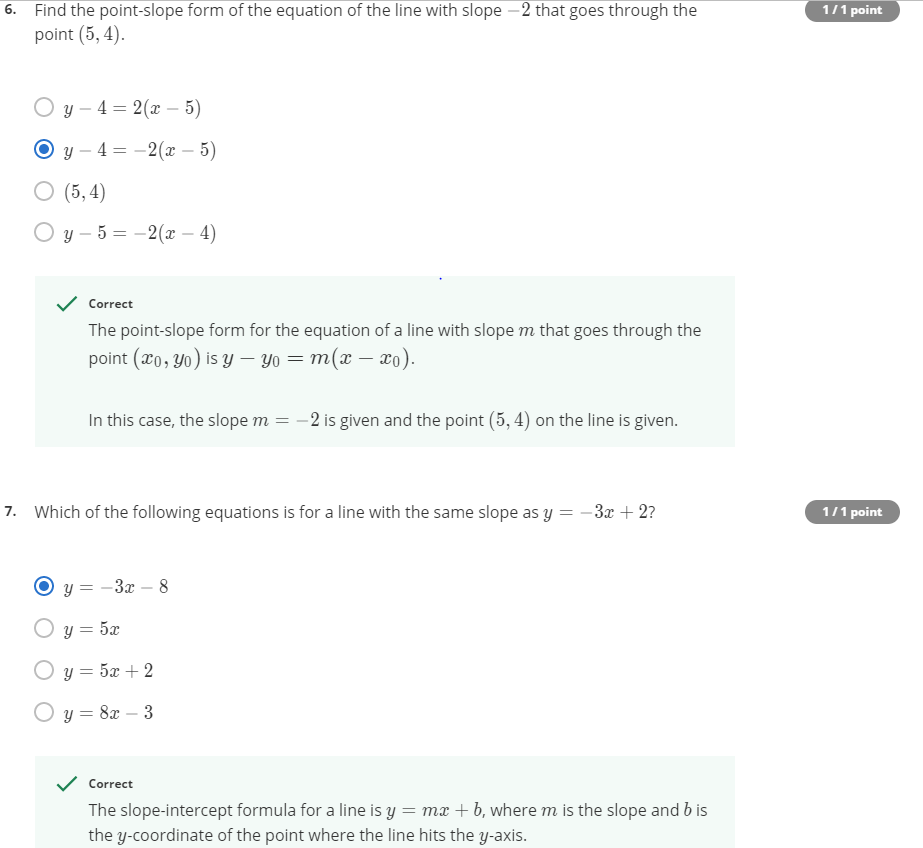 6. Find the point-slope form of the equation of the line with slope −2 that goes through the 1 / 1 point
point (5, 4).
y − 4 = 2(x − 5)
y − 4 = −2(x − 5)
(5, 4)
y − 5 = −2(x − 4)
Correct
The point-slope form for the equation of a line with slope m that goes through the
point (x₀, y₀) is y − y₀ = m(x − x₀).
In this case, the slope m = −2 is given and the point (5, 4) on the line is given.
7. Which of the following equations is for a line with the same slope as y = −3x + 2? 1 / 1 point
y = −3x − 8
y = 5x
y = 5x + 2
y = 8x − 3
Correct
The slope-intercept formula for a line is y = mx + b, where m is the slope and b is
the y-coordinate of the point where the line hits the y-axis.